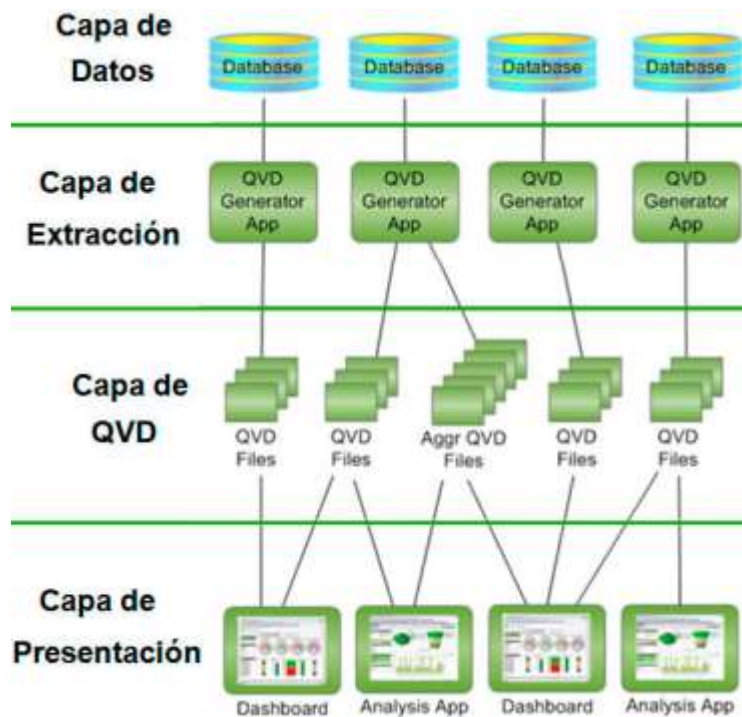 Capa de
Datos
Database
Database
Database
Database
Capa de
Extracción
QVD
Generator
App
QVD
Generator
App
QVD
Generator
App
QVD
Generator
App
Capa de
QVD
QVD
Files
QVD
Files
Aggr QVD
Files
QVD
Files
QVD
Files
Capa de
Presentación
Dashboard
Analysis App
Dashboard
Analysis App